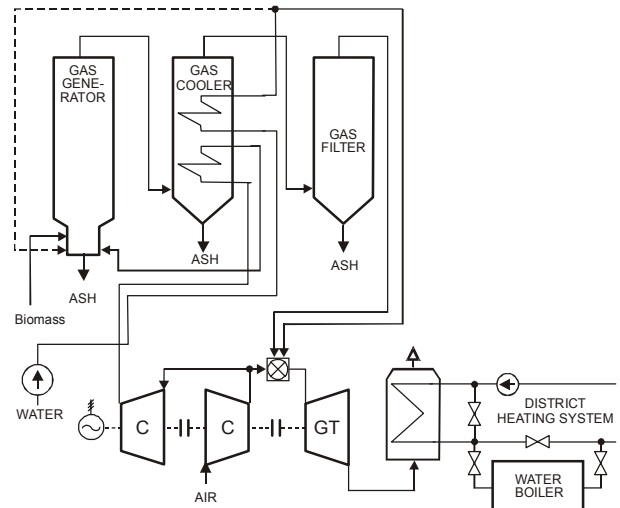 GAS
GENE-
RATOR
GAS
COOLER
GAS
FILTER
ASH
ASH
ASH
Biomass
WATER
C
C
GT
AIR
DISTRICT
HEATING SYSTEM
WATER
BOILER